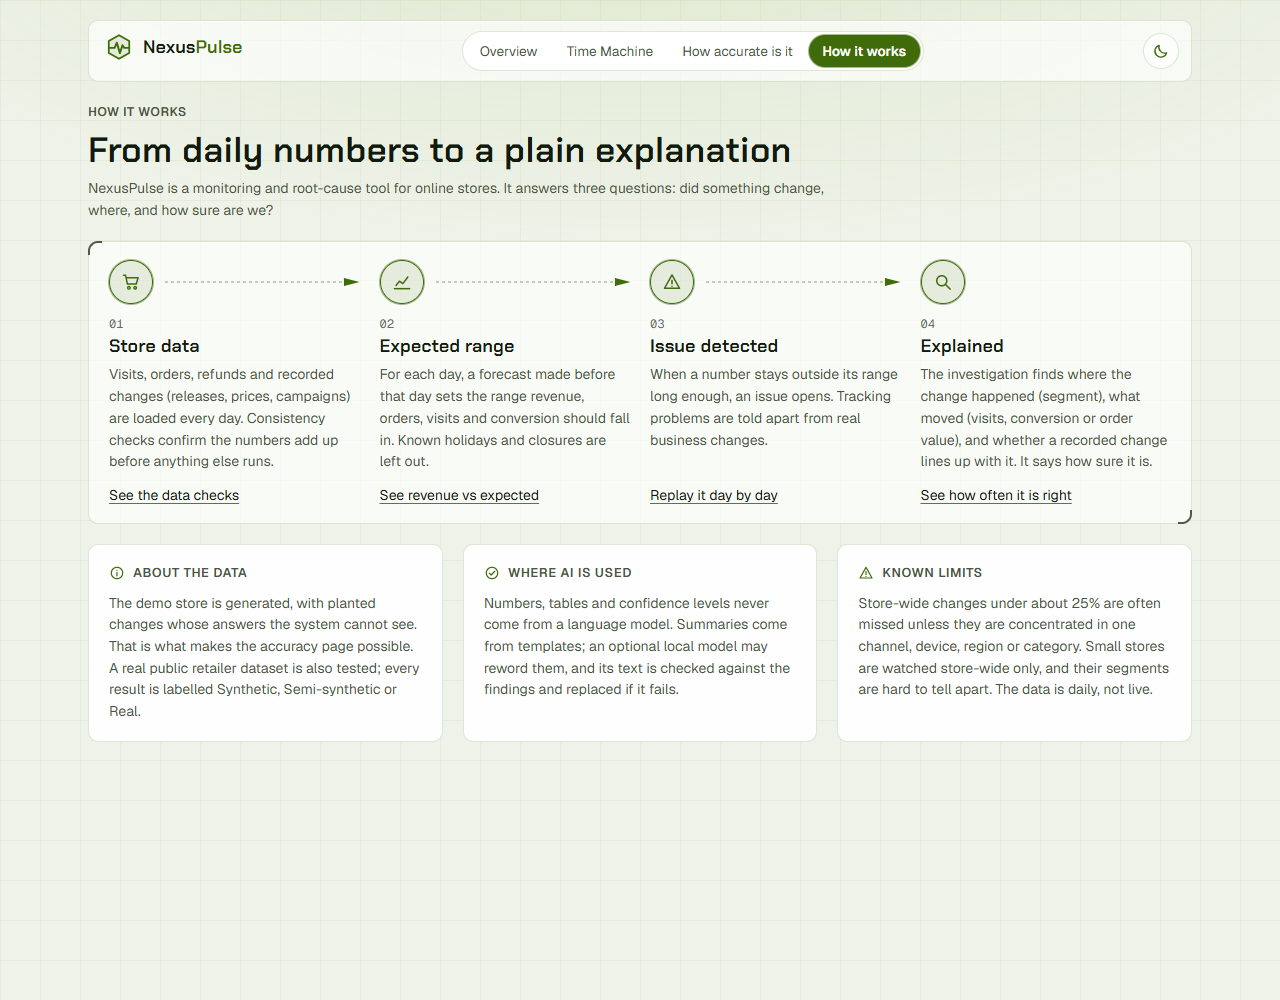 NexusPulse
Overview
Time Machine
How accurate is it
How it works
HOW IT WORKS
From daily numbers to a plain explanation
NexusPulse is a monitoring and root-cause tool for online stores. It answers three questions: did something change,
where, and how sure are we?
01
Store data
Visits, orders, refunds and recorded
changes (releases, prices, campaigns)
are loaded every day. Consistency
checks confirm the numbers add up
before anything else runs.
See the data checks
02
Expected range
For each day, a forecast made before
that day sets the range revenue,
orders, visits and conversion should fall
in. Known holidays and closures are
left out.
See revenue vs expected
03
Issue detected
When a number stays outside its range
long enough, an issue opens. Tracking
problems are told apart from real
business changes.
Replay it day by day
04
Explained
The investigation finds where the
change happened (segment), what
moved (visits, conversion or order
value), and whether a recorded change
lines up with it. It says how sure it is.
See how often it is right
ABOUT THE DATA
The demo store is generated, with planted
changes whose answers the system cannot see.
That is what makes the accuracy page possible.
A real public retailer dataset is also tested; every
result is labelled Synthetic, Semi-synthetic or
Real.
WHERE AI IS USED
Numbers, tables and confidence levels never
come from a language model. Summaries come
from templates; an optional local model may
reword them, and its text is checked against the
findings and replaced if it fails.
KNOWN LIMITS
Store-wide changes under about 25% are often
missed unless they are concentrated in one
channel, device, region or category. Small stores
are watched store-wide only, and their segments
are hard to tell apart. The data is daily, not live.